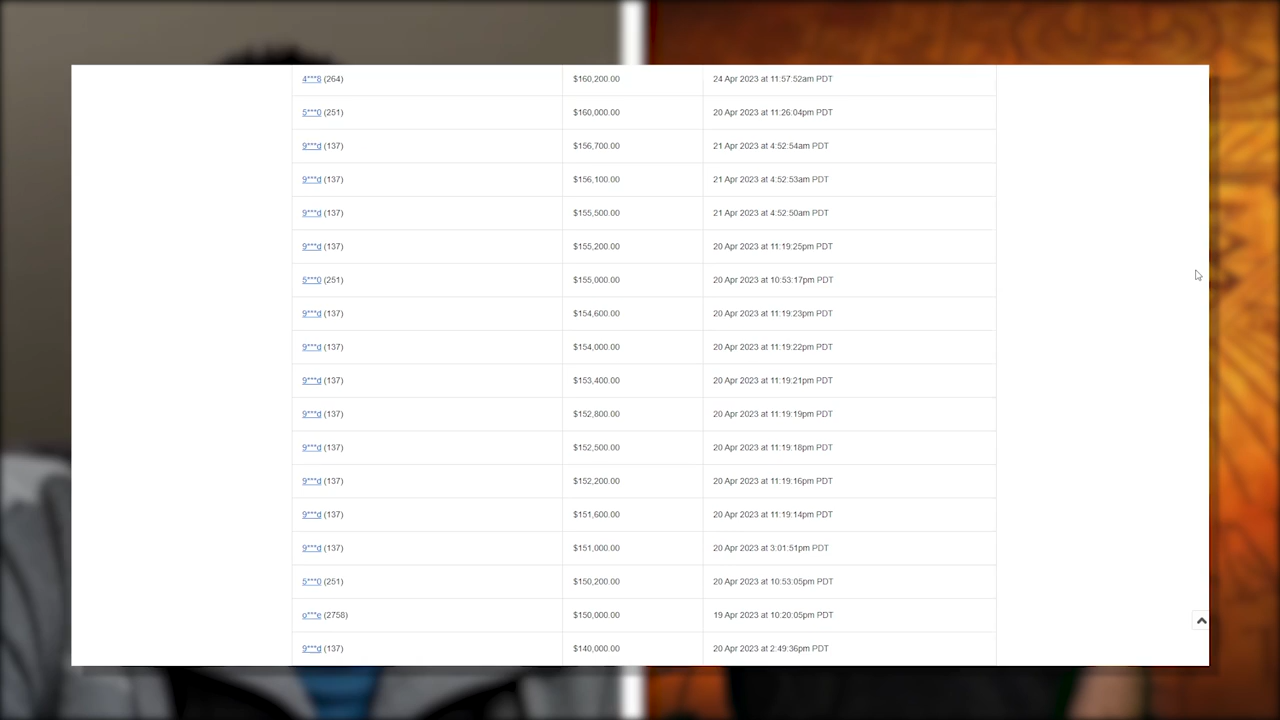 4***8 (264) $160,200.00 24 Apr 2023 at 11:57:52am PDT
5***0 (251) $160,000.00 20 Apr 2023 at 11:26:04pm PDT
9***d (137) $156,700.00 21 Apr 2023 at 4:52:54am PDT
9***d (137) $156,100.00 21 Apr 2023 at 4:52:53am PDT
9***d (137) $155,500.00 21 Apr 2023 at 4:52:50am PDT
9***d (137) $155,200.00 20 Apr 2023 at 11:19:25pm PDT
5***0 (251) $155,000.00 20 Apr 2023 at 10:53:17pm PDT
9***d (137) $154,600.00 20 Apr 2023 at 11:19:23pm PDT
9***d (137) $154,000.00 20 Apr 2023 at 11:19:22pm PDT
9***d (137) $153,400.00 20 Apr 2023 at 11:19:21pm PDT
9***d (137) $152,800.00 20 Apr 2023 at 11:19:19pm PDT
9***d (137) $152,500.00 20 Apr 2023 at 11:19:18pm PDT
9***d (137) $152,200.00 20 Apr 2023 at 11:19:16pm PDT
9***d (137) $151,600.00 20 Apr 2023 at 11:19:14pm PDT
9***d (137) $151,000.00 20 Apr 2023 at 3:01:51pm PDT
5***0 (251) $150,200.00 20 Apr 2023 at 10:53:05pm PDT
o***e (2758) $150,000.00 19 Apr 2023 at 10:20:05pm PDT
9***d (137) $140,000.00 20 Apr 2023 at 2:49:36pm PDT